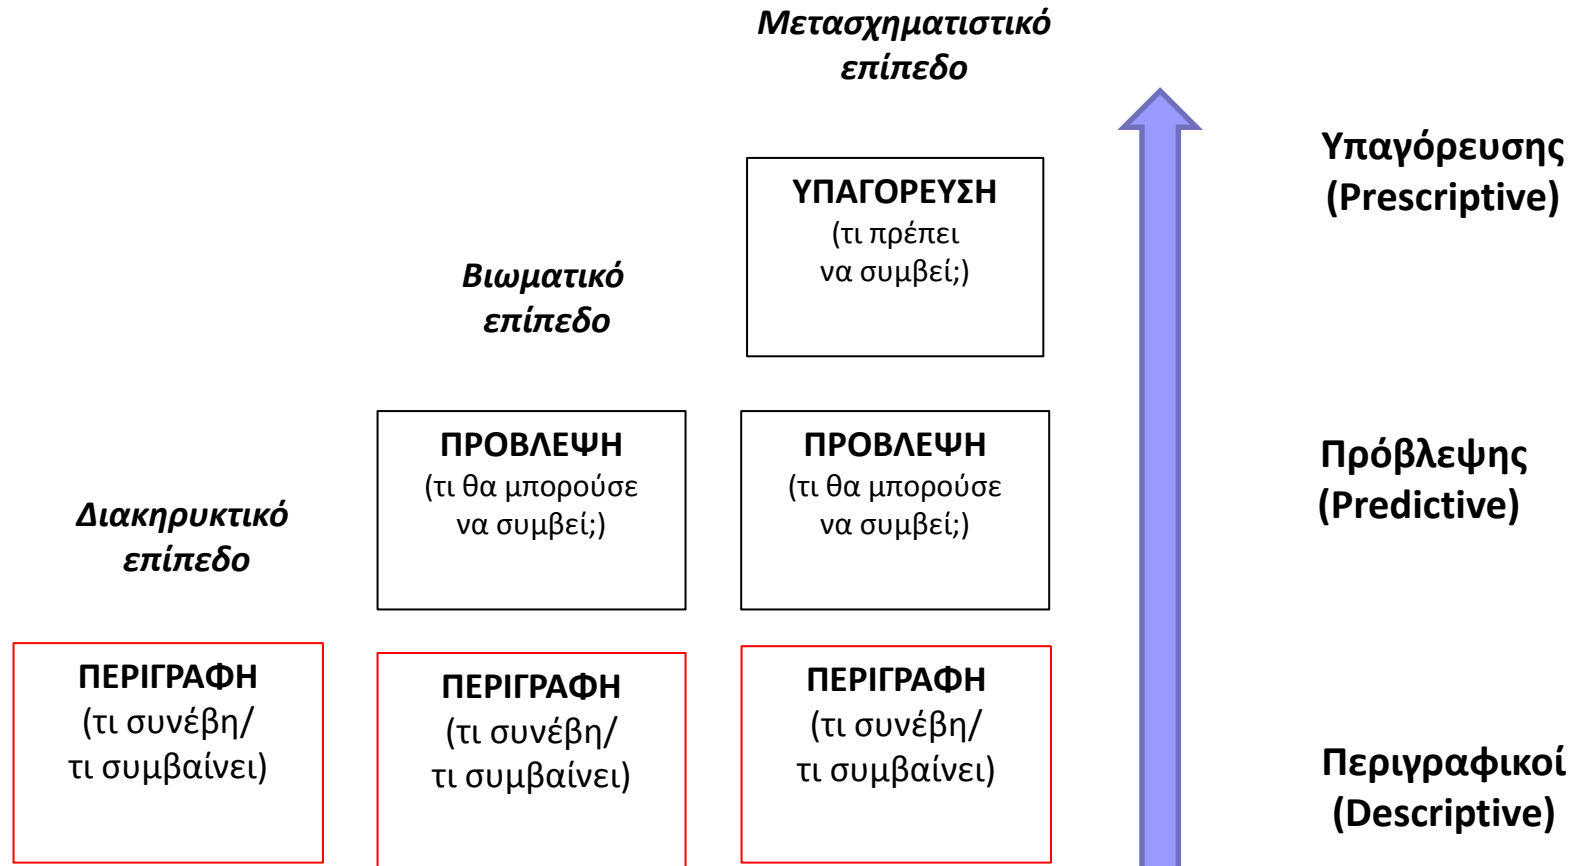 Μετασχηματιστικό
επίπεδο
Υπαγόρευσης
(Prescriptive)
ΥΠΑΓΟΡΕΥΣΗ
(τι πρέπει
να συμβεί;)
Βιωματικό
επίπεδο
ΠΡΟΒΛΕΨΗ
(τι θα μπορούσε
να συμβεί;)
ΠΡΟΒΛΕΨΗ
(τι θα μπορούσε
να συμβεί;)
Πρόβλεψης
(Predictive)
Διακηρυκτικό
επίπεδο
ΠΕΡΙΓΡΑΦΗ
(τι συνέβη/
τι συμβαίνει)
ΠΕΡΙΓΡΑΦΗ
(τι συνέβη/
τι συμβαίνει)
ΠΕΡΙΓΡΑΦΗ
(τι συνέβη/
τι συμβαίνει)
Περιγραφικοί
(Descriptive)